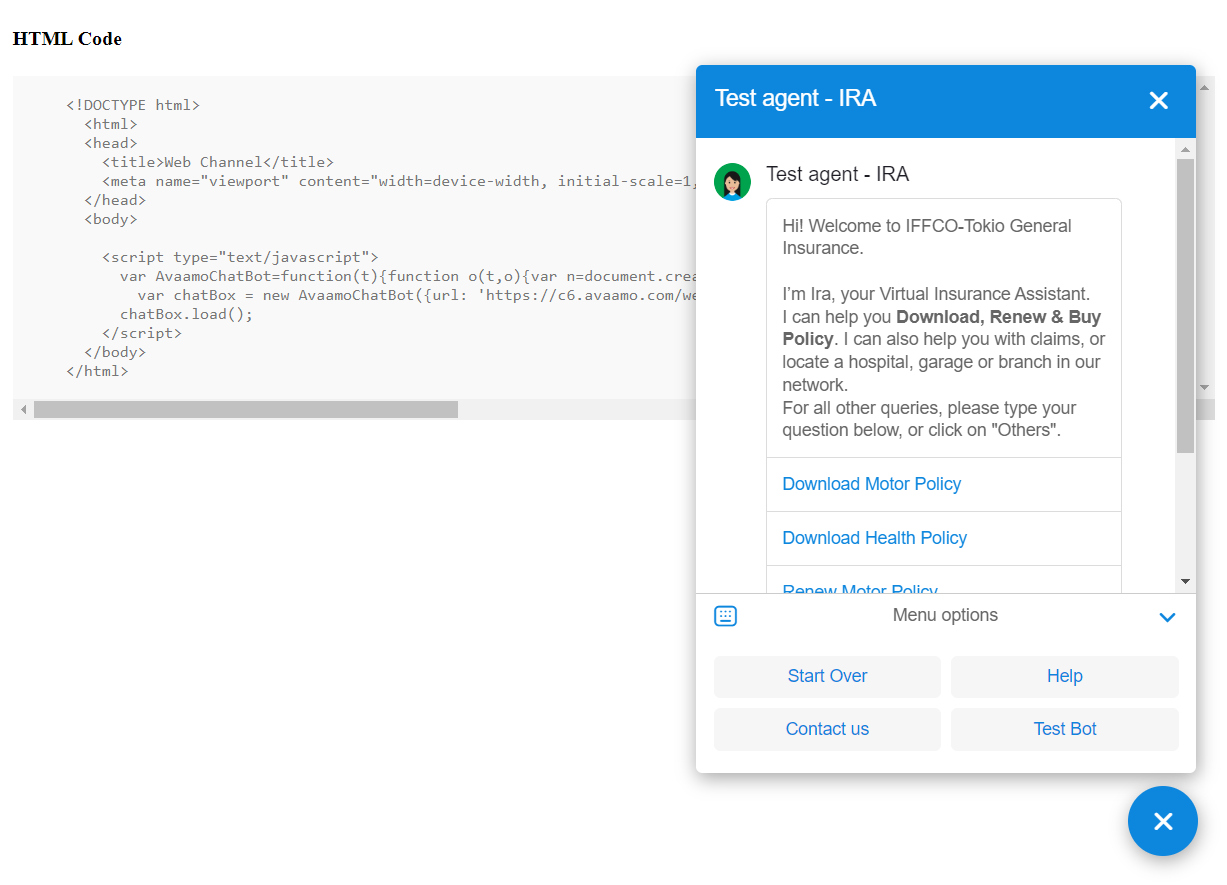 HTML Code
<!DOCTYPE html>
<html>
<head>
<title>Web Channel</title>
<meta name="viewport" content="width=device-width, initial-scale=1,
</head>
<body>
<script type="text/javascript">
var AvaamoChatBot=function(t){function o(t,o){var n=document.crea
var chatBox = new AvaamoChatBot({url: 'https://c6.avaamo.com/we
chatBox.load();
</script>
</body>
</html>
Test agent - IRA
Test agent - IRA
Hi! Welcome to IFFCO-Tokio General
Insurance.
I’m Ira, your Virtual Insurance Assistant.
I can help you Download, Renew & Buy
Policy. I can also help you with claims, or
locate a hospital, garage or branch in our
network.
For all other queries, please type your
question below, or click on "Others".
Download Motor Policy
Download Health Policy
Renew Motor Policy
Menu options
Start Over
Help
Contact us
Test Bot